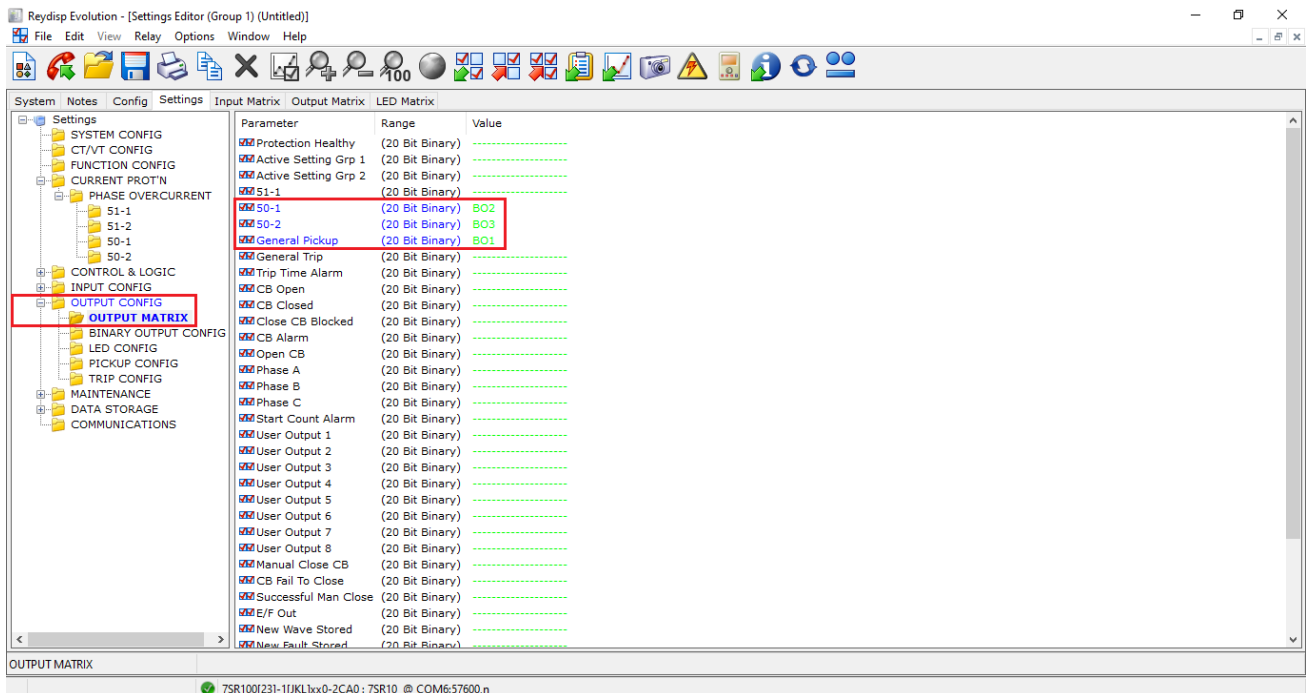 Reydisp Evolution - [Settings Editor (Group 1) (Untitled)]
File Edit View Relay Options Window Help
100
System Notes Config Settings Input Matrix Output Matrix LED Matrix
Settings
SYSTEM CONFIG
CT/VT CONFIG
FUNCTION CONFIG
CURRENT PROT'N
PHASE OVERCURRENT
51-1
51-2
50-1
50-2
CONTROL & LOGIC
INPUT CONFIG
OUTPUT CONFIG
OUTPUT MATRIX
BINARY OUTPUT CONFIG
LED CONFIG
PICKUP CONFIG
TRIP CONFIG
MAINTENANCE
DATA STORAGE
COMMUNICATIONS
Parameter Range Value
Protection Healthy (20 Bit Binary) --------------------
Active Setting Grp 1 (20 Bit Binary) --------------------
Active Setting Grp 2 (20 Bit Binary) --------------------
51-1 (20 Bit Binary) --------------------
50-1 (20 Bit Binary) BO2
50-2 (20 Bit Binary) BO3
General Pickup (20 Bit Binary) BO1
General Trip (20 Bit Binary) --------------------
Trip Time Alarm (20 Bit Binary) --------------------
CB Open (20 Bit Binary) --------------------
CB Closed (20 Bit Binary) --------------------
Close CB Blocked (20 Bit Binary) --------------------
CB Alarm (20 Bit Binary) --------------------
Open CB (20 Bit Binary) --------------------
Phase A (20 Bit Binary) --------------------
Phase B (20 Bit Binary) --------------------
Phase C (20 Bit Binary) --------------------
Start Count Alarm (20 Bit Binary) --------------------
User Output 1 (20 Bit Binary) --------------------
User Output 2 (20 Bit Binary) --------------------
User Output 3 (20 Bit Binary) --------------------
User Output 4 (20 Bit Binary) --------------------
User Output 5 (20 Bit Binary) --------------------
User Output 6 (20 Bit Binary) --------------------
User Output 7 (20 Bit Binary) --------------------
User Output 8 (20 Bit Binary) --------------------
Manual Close CB (20 Bit Binary) --------------------
CB Fail To Close (20 Bit Binary) --------------------
Successful Man Close (20 Bit Binary) --------------------
E/F Out (20 Bit Binary) --------------------
New Wave Stored (20 Bit Binary) --------------------
New Fault Stored (20 Bit Binary) --------------------
OUTPUT MATRIX
7SR100[23]-1[JKL]xx0-2CA0 : 7SR10 @ COM6:57600,n